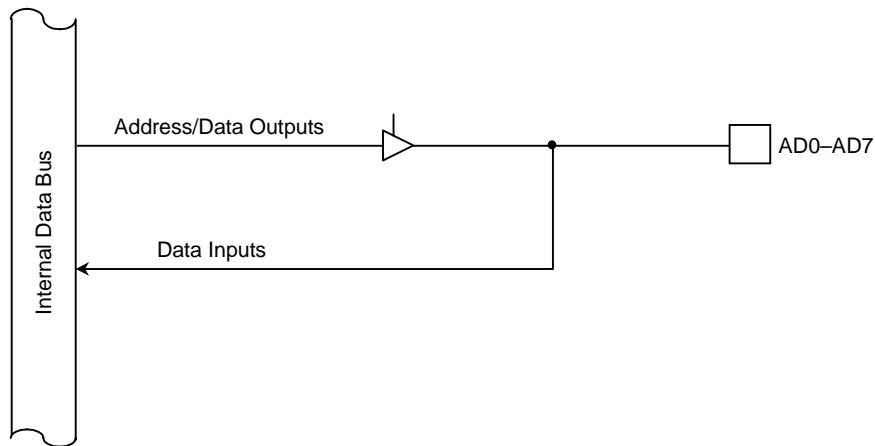 Address/Data Outputs
AD0–AD7
Data Inputs
Internal Data Bus